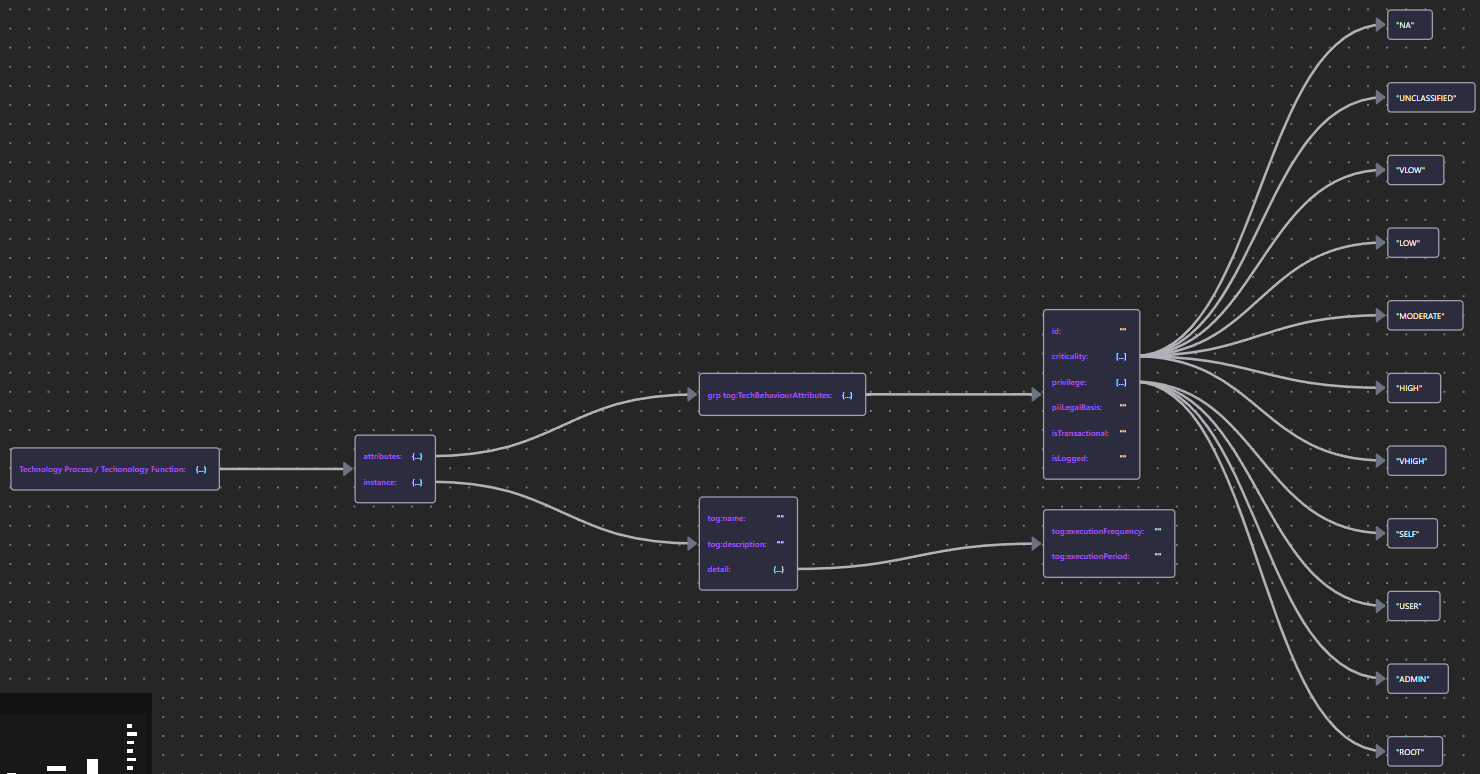 Technology Process / Techonology Function: {...}
attributes: {...}
instance: {...}
grp tog:TechBehaviourAttributes: {...}
tog:name: ""
tog:description: ""
detail: {...}
id: ""
criticality: [...]
privilege: [...]
piiLegalBasis: ""
isTransactional: ""
isLogged: ""
tog:executionFrequency: ""
tog:executionPeriod: ""
"NA"
"UNCLASSIFIED"
"VLOW"
"LOW"
"MODERATE"
"HIGH"
"VHIGH"
"SELF"
"USER"
"ADMIN"
"ROOT"